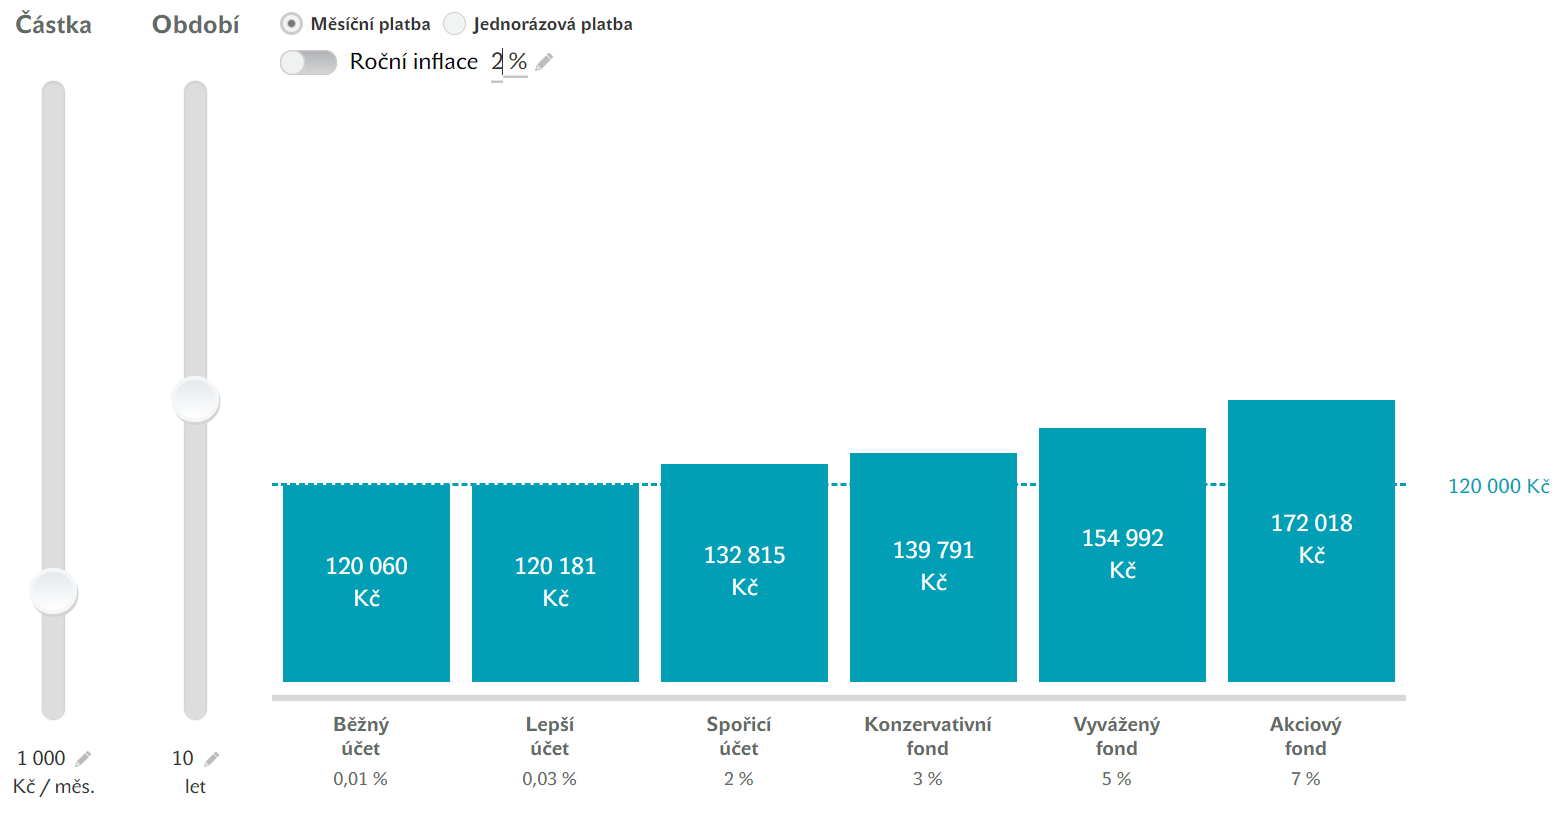 Částka
Období
Měsíční platba
Jednorázová platba
Roční inflace 2 %
120 000 Kč
120 060
Kč
120 181
Kč
132 815
Kč
139 791
Kč
154 992
Kč
172 018
Kč
Běžný
účet
0,01 %
Lepší
účet
0,03 %
Spořicí
účet
2 %
Konzervativní
fond
3 %
Vyvážený
fond
5 %
Akciový
fond
7 %
1 000
Kč / měs.
10
let